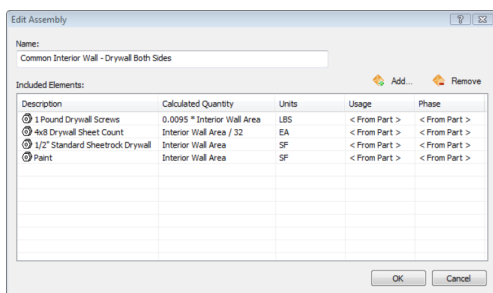 Edit Assembly
Name:
Common Interior Wall - Drywall Both Sides
Included Elements:
Add...
Remove
Description Calculated Quantity Units Usage Phase
1 Pound Drywall Screws 0.0095 * Interior Wall Area LBS < From Part > < From Part >
4x8 Drywall Sheet Count Interior Wall Area / 32 EA < From Part > < From Part >
1/2" Standard Sheetrock Drywall Interior Wall Area SF < From Part > < From Part >
Paint Interior Wall Area SF < From Part > < From Part >
OK Cancel